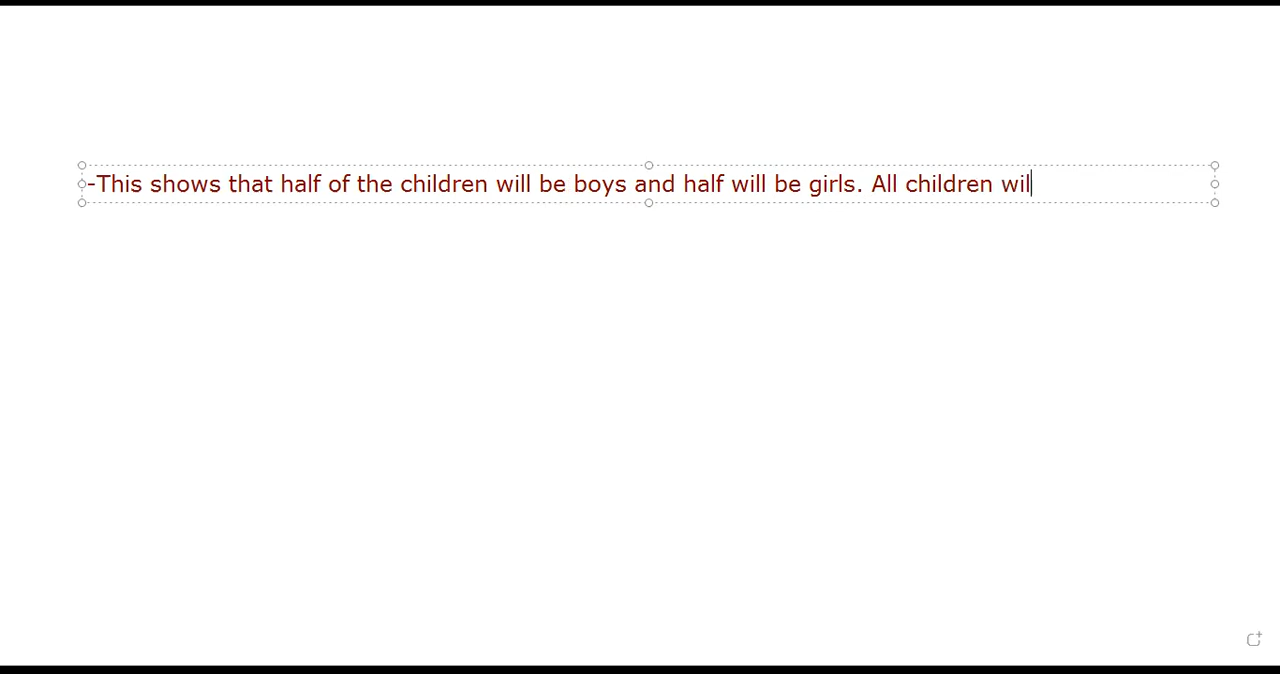 -This shows that half of the children will be boys and half will be girls. All children wil